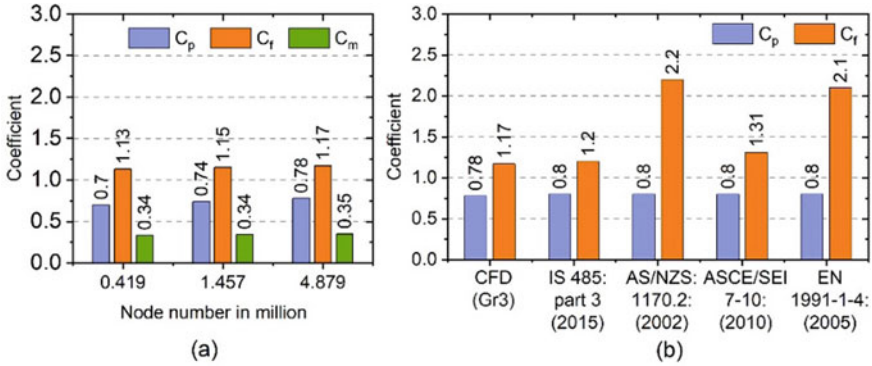 3.0
2.5
2.0
1.5
1.0
0.5
0.0
Coefficient
Cp Cf Cm
0.7 1.13 0.34
0.74 1.15 0.34
0.78 1.17 0.35
0.419 1.457 4.879
Node number in million
(a)
3.0
2.5
2.0
1.5
1.0
0.5
0.0
Coefficient
Cp Cf
0.78 1.17
0.8 1.2
0.8 2.2
0.8 1.31
0.8 2.1
CFD IS 485: AS/NZS: ASCE/SEI EN
(Gr3) part 3 1170.2: 7-10: 1991-1-4:
(2015) (2002) (2010) (2005)
(b)